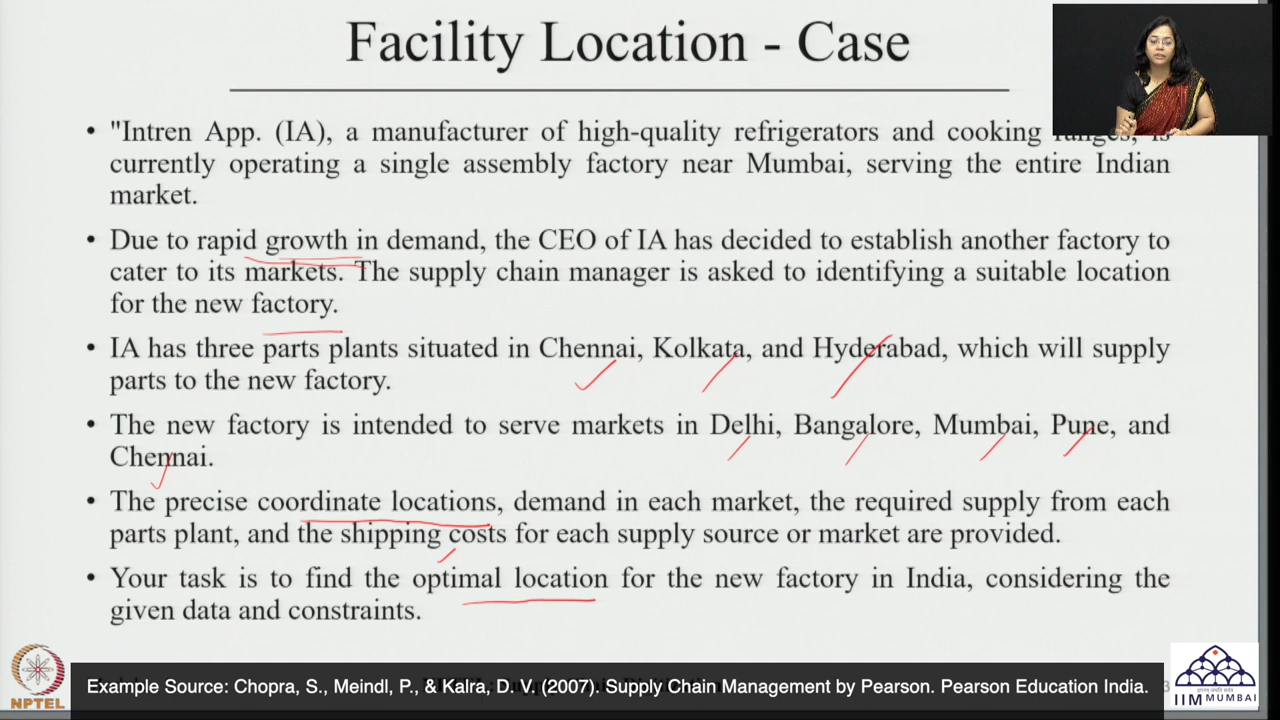 Facility Location - Case
• "Intren App. (IA), a manufacturer of high-quality refrigerators and cooking ranges, is
currently operating a single assembly factory near Mumbai, serving the entire Indian
market.
• Due to rapid growth in demand, the CEO of IA has decided to establish another factory to
cater to its markets. The supply chain manager is asked to identifying a suitable location
for the new factory.
• IA has three parts plants situated in Chennai, Kolkata, and Hyderabad, which will supply
parts to the new factory.
• The new factory is intended to serve markets in Delhi, Bangalore, Mumbai, Pune, and
Chennai.
• The precise coordinate locations, demand in each market, the required supply from each
parts plant, and the shipping costs for each supply source or market are provided.
• Your task is to find the optimal location for the new factory in India, considering the
given data and constraints.
Example Source: Chopra, S., Meindl, P., & Kalra, D. V. (2007). Supply Chain Management by Pearson. Pearson Education India.
3
NPTEL
IIM MUMBAI